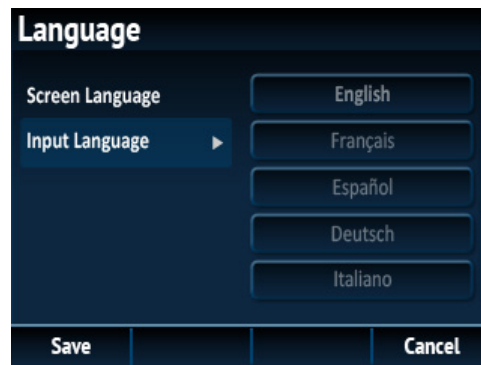 Language
Screen Language
Input Language
English
Français
Español
Deutsch
Italiano
Save
Cancel